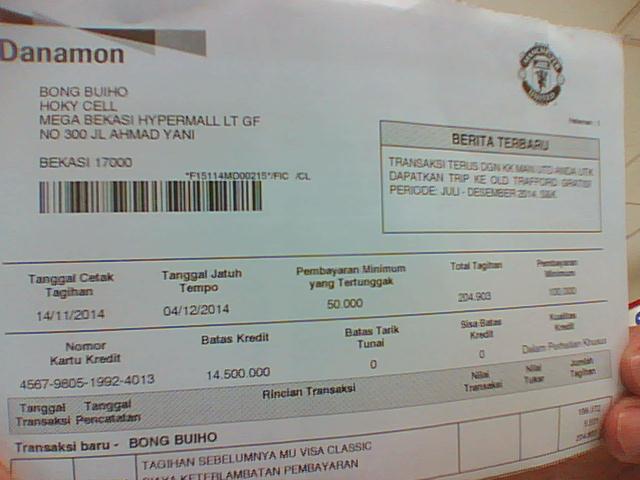 Danamon
MANCHESTER UNITED
BONG BUIHO
HOKY CELL
MEGA BEKASI HYPERMALL LT GF
NO 300 JL AHMAD YANI
BEKASI 17000
*F15114MD00215*/FIC /CL
Halaman : 1
BERITA TERBARU
TRANSAKSI TERUS DGN KK MAN UTD ANDA UTK
DAPATKAN TRIP KE OLD TRAFFORD GRATIS!
PERIODE: JULI - DESEMBER 2014. S&K
Tanggal Cetak Tagihan
Tanggal Jatuh Tempo
Pembayaran Minimum yang Tertunggak
Total Tagihan
Pembayaran Minimum
14/11/2014
04/12/2014
50.000
204.903
100.000
Nomor Kartu Kredit
Batas Kredit
Batas Tarik Tunai
Sisa Batas Kredit
Kualitas Kredit
4567-9805-1992-4013
14.500.000
0
0
Dalam Perhatian Khusus
Tanggal Transaksi
Tanggal Pencatatan
Rincian Transaksi
Nilai Transaksi
Nilai Tukar
Jumlah Tagihan
Transaksi baru - BONG BUIHO
TAGIHAN SEBELUMNYA MU VISA CLASSIC
BIAYA KETERLAMBATAN PEMBAYARAN